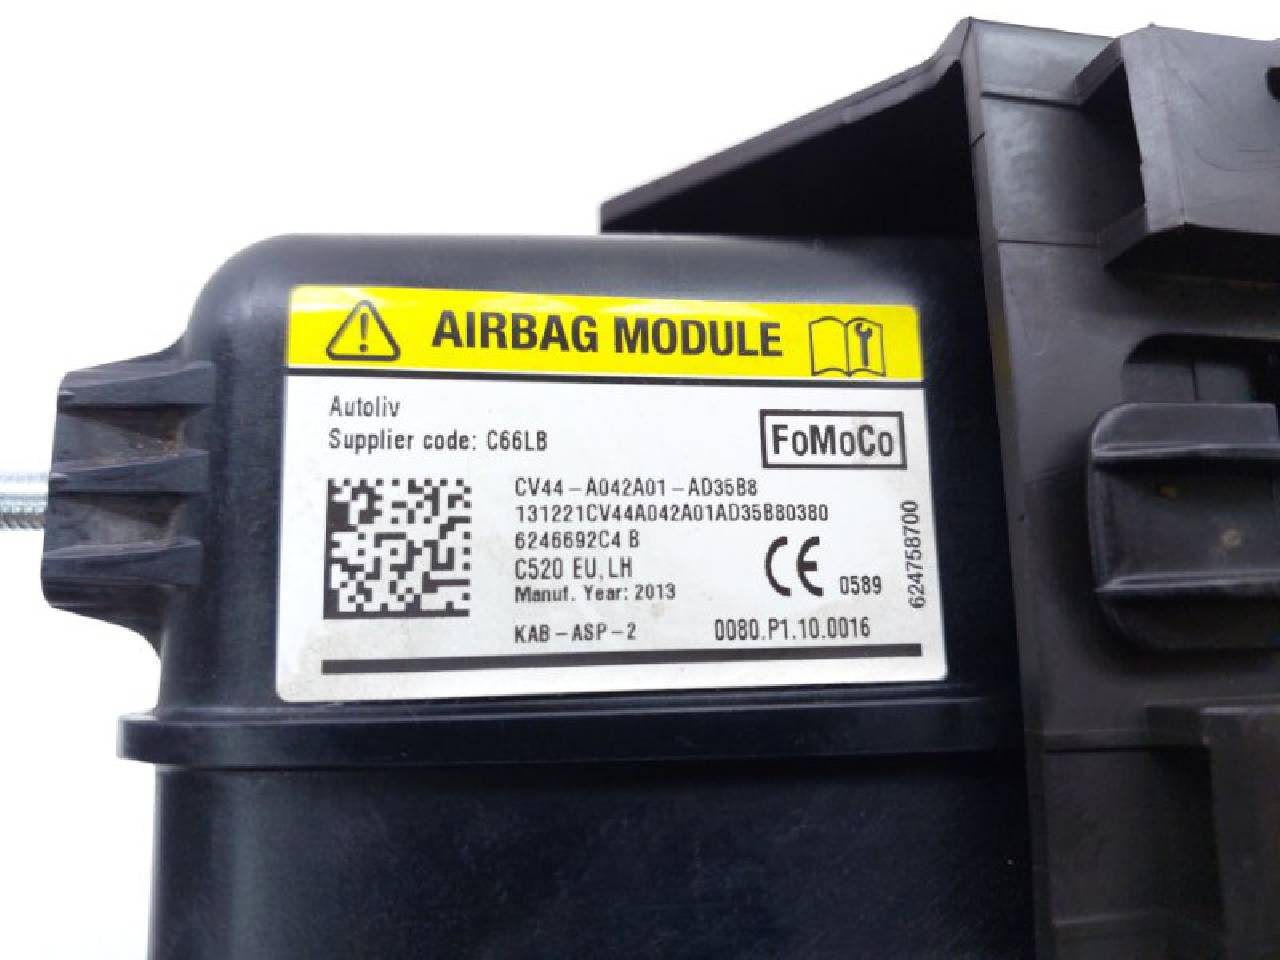 AIRBAG MODULE
Autoliv
Supplier code: C66LB
FoMoCo
CV44-A042A01-AD35B8
131221CV44A042A01AD35B80380
6246692C4 B
C520 EU, LH
Manuf. Year: 2013
CE 0589
KAB-ASP-2 0080.P1.10.0016
624758700